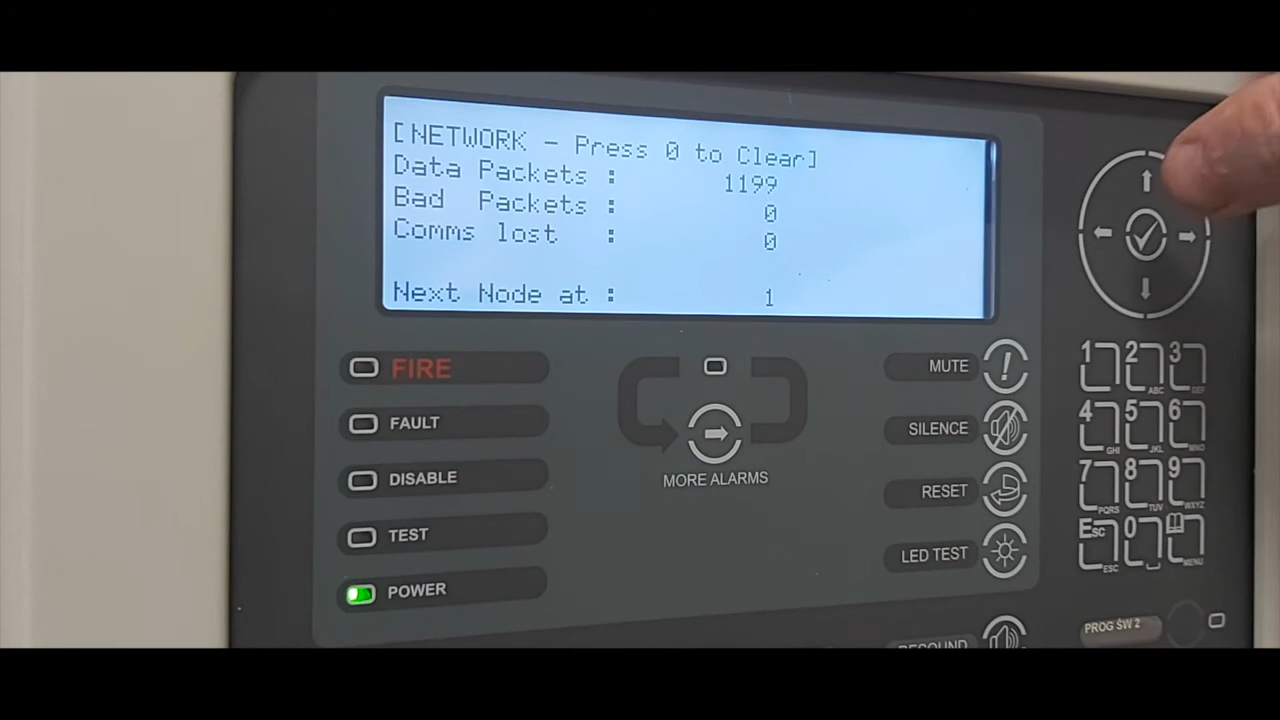 [NETWORK - Press 0 to Clear]
Data Packets : 1199
Bad Packets : 0
Comms lost : 0
Next Node at : 1
FIRE
FAULT
DISABLE
TEST
POWER
MORE ALARMS
MUTE
SILENCE
RESET
LED TEST
RESOUND
1 2 ABC 3 DEF
4 GHI 5 JKL 6 MNO
7 PQRS 8 TUV 9 WXYZ
Esc ESC 0 MENU
PROG SW 2